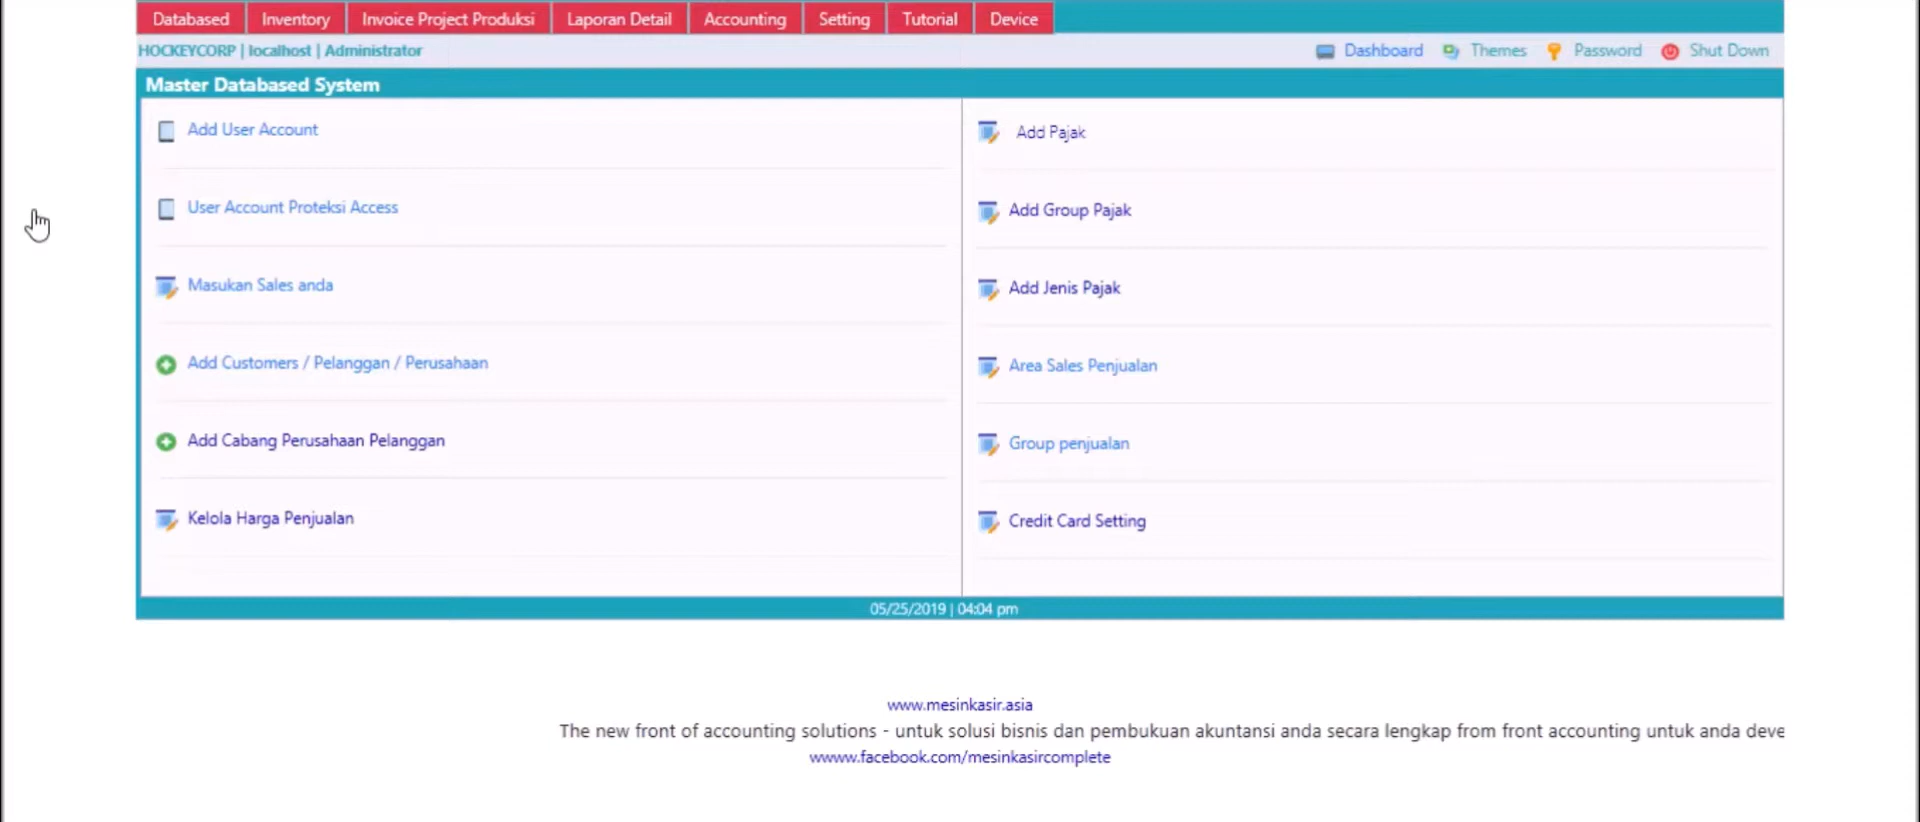 Databased Inventory Invoice Project Produksi Laporan Detail Accounting Setting Tutorial Device
HOCKEYCORP | localhost | Administrator Dashboard Themes Password Shut Down
Master Databased System
Add User Account
User Account Proteksi Access
Masukan Sales anda
Add Customers / Pelanggan / Perusahaan
Add Cabang Perusahaan Pelanggan
Kelola Harga Penjualan
Add Pajak
Add Group Pajak
Add Jenis Pajak
Area Sales Penjualan
Group penjualan
Credit Card Setting
05/25/2019 | 04:04 pm
www.mesinkasir.asia
The new front of accounting solutions - untuk solusi bisnis dan pembukuan akuntansi anda secara lengkap from front accounting untuk anda deve
wwww.facebook.com/mesinkasircomplete